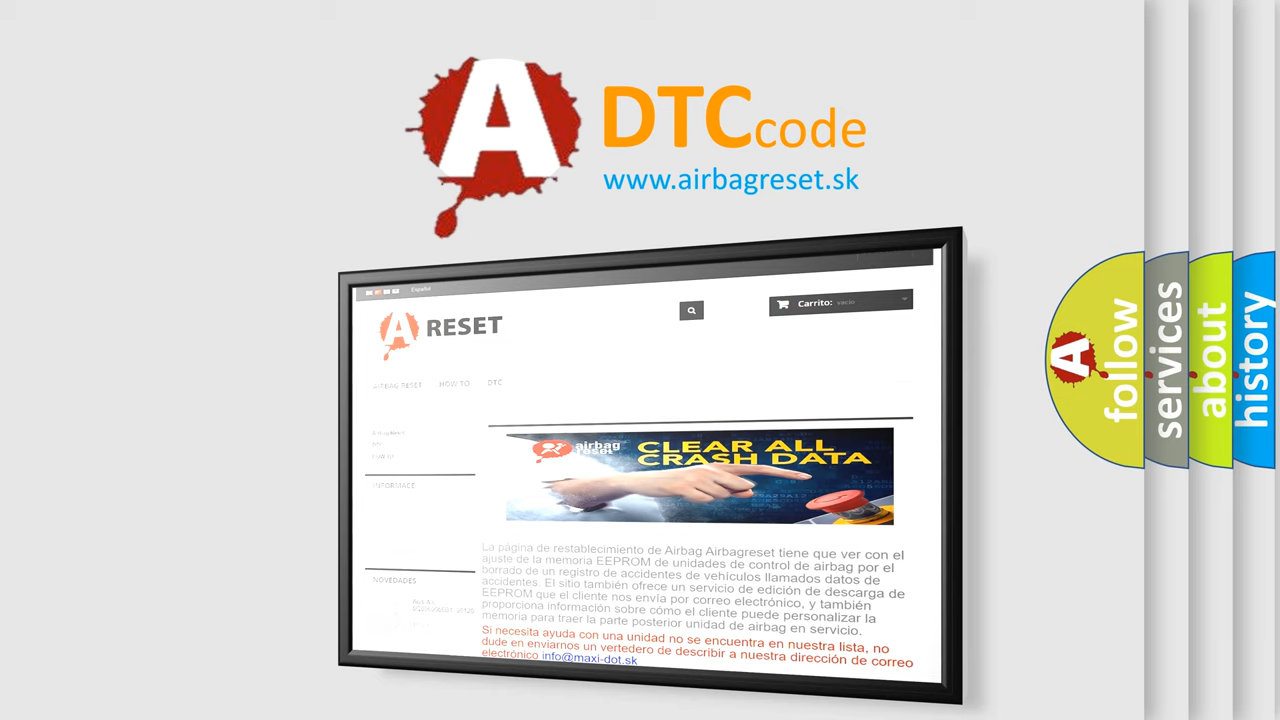 A DTCcode
www.airbagreset.sk
Español
A RESET
Carrito: vacío
AIRBAG RESET HOW TO DTC
INFORMACE
airbag
reset
CLEAR ALL
CRASH DATA
La página de restablecimiento de Airbag Airbagreset tiene que ver con el
ajuste de la memoria EEPROM de unidades de control de airbag por el
borrado de un registro de accidentes de vehículos llamados datos de
accidentes. El sitio también ofrece un servicio de edición de descarga de
EEPROM que el cliente nos envía por correo electrónico, y también
proporciona información sobre cómo el cliente puede personalizar la
memoria para traer la parte posterior unidad de airbag en servicio.
Si necesita ayuda con una unidad no se encuentra en nuestra lista, no
dude en enviarnos un vertedero de describir a nuestra dirección de correo
electrónico info@maxi-dot.sk
NOVEDADES
A follow
services
about
history